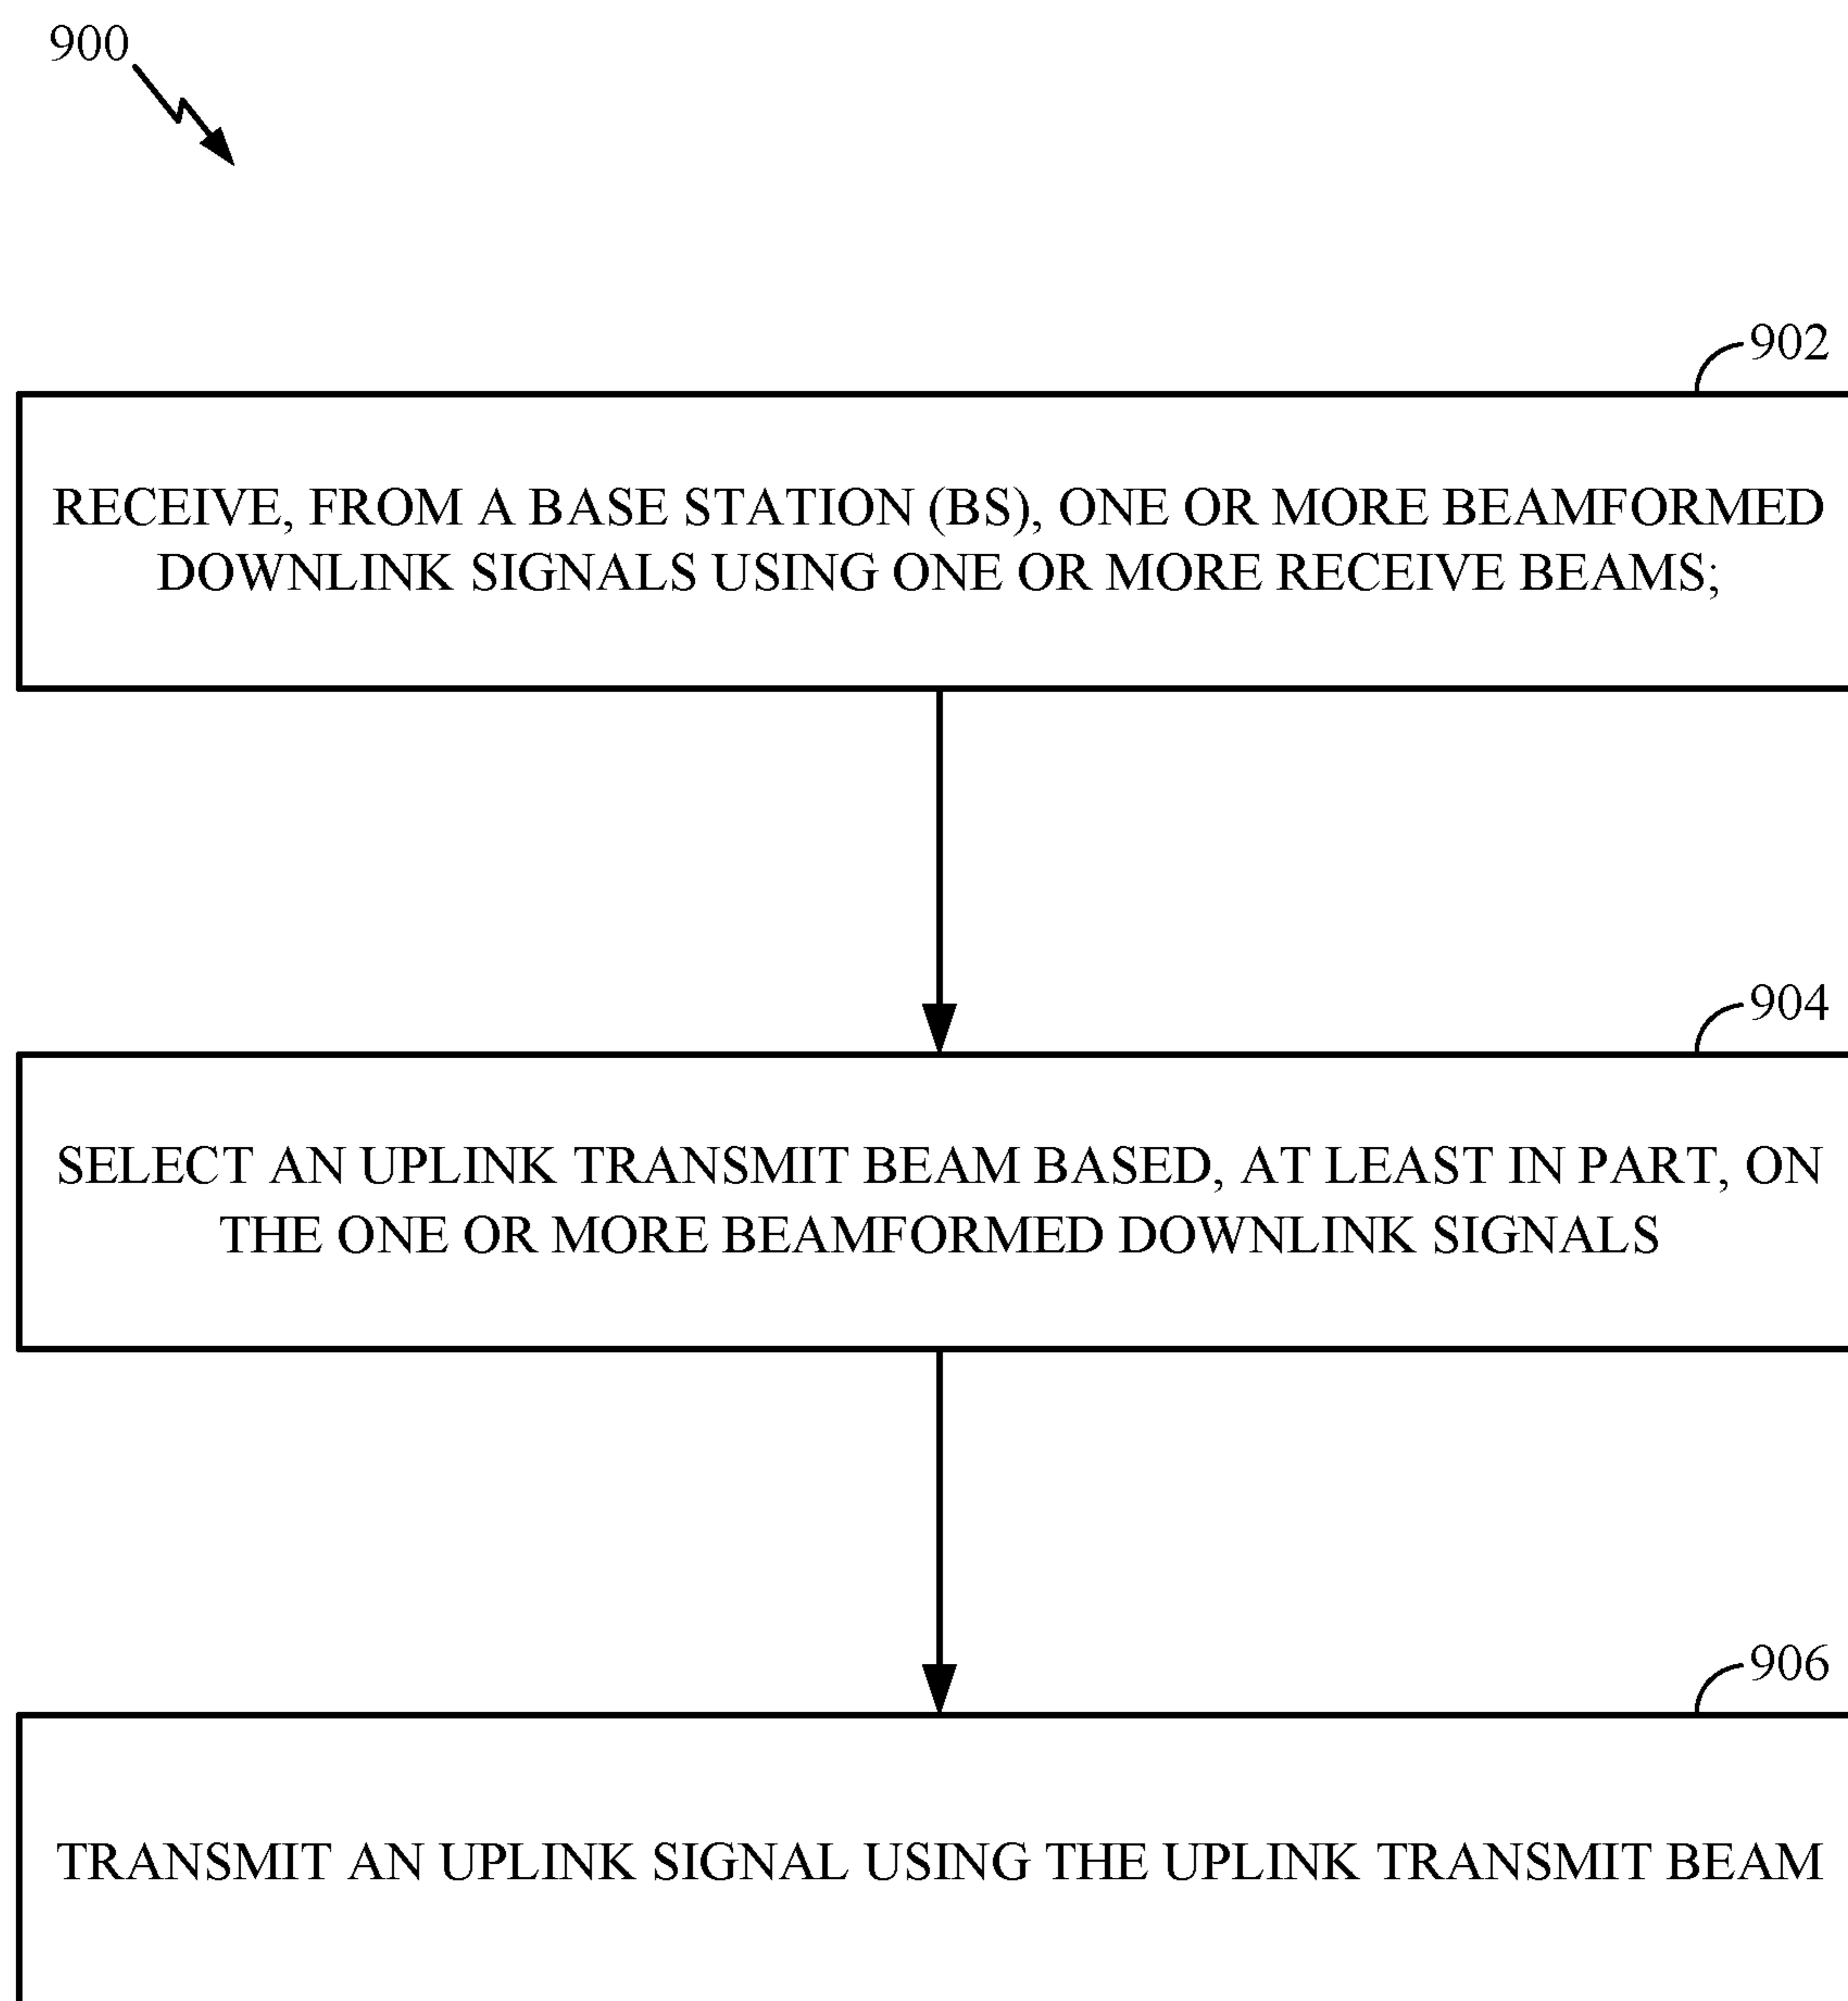 900
902
RECEIVE, FROM A BASE STATION (BS), ONE OR MORE BEAMFORMED
DOWNLINK SIGNALS USING ONE OR MORE RECEIVE BEAMS;
904
SELECT AN UPLINK TRANSMIT BEAM BASED, AT LEAST IN PART, ON
THE ONE OR MORE BEAMFORMED DOWNLINK SIGNALS
906
TRANSMIT AN UPLINK SIGNAL USING THE UPLINK TRANSMIT BEAM